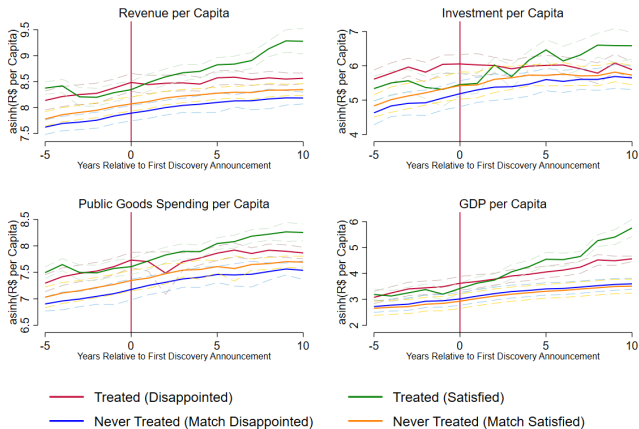 Revenue per Capita
asinh(R$ per Capita)
9.5
9
8.5
8
7.5
-5 0 5 10
Years Relative to First Discovery Announcement
Investment per Capita
asinh(R$ per Capita)
7
6
5
4
-5 0 5 10
Years Relative to First Discovery Announcement
Public Goods Spending per Capita
asinh(R$ per Capita)
8.5
8
7.5
7
6.5
-5 0 5 10
Years Relative to First Discovery Announcement
GDP per Capita
asinh(R$ per Capita)
6
5
4
3
2
-5 0 5 10
Years Relative to First Discovery Announcement
Treated (Disappointed) Treated (Satisfied)
Never Treated (Match Disappointed) Never Treated (Match Satisfied)